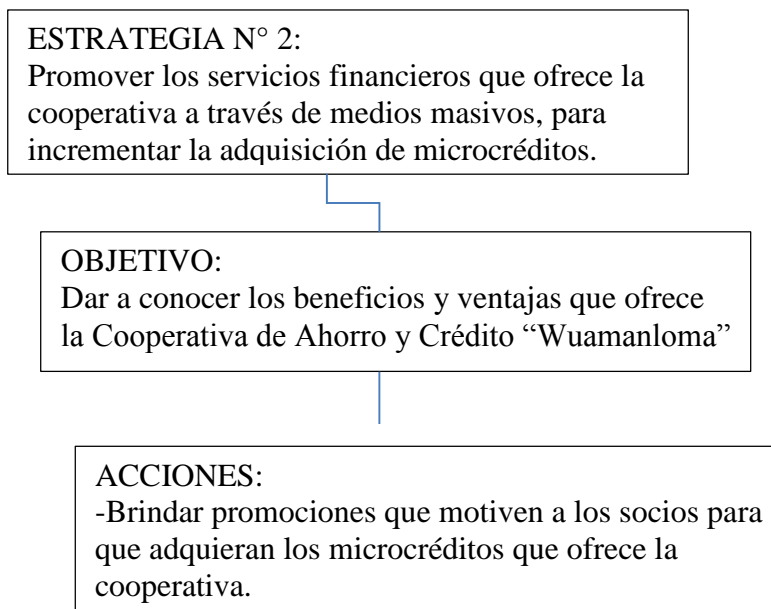 ESTRATEGIA N° 2:
Promover los servicios financieros que ofrece la
cooperativa a través de medios masivos, para
incrementar la adquisición de microcréditos.
OBJETIVO:
Dar a conocer los beneficios y ventajas que ofrece
la Cooperativa de Ahorro y Crédito “Wuamanloma”
ACCIONES:
-Brindar promociones que motiven a los socios para
que adquieran los microcréditos que ofrece la
cooperativa.